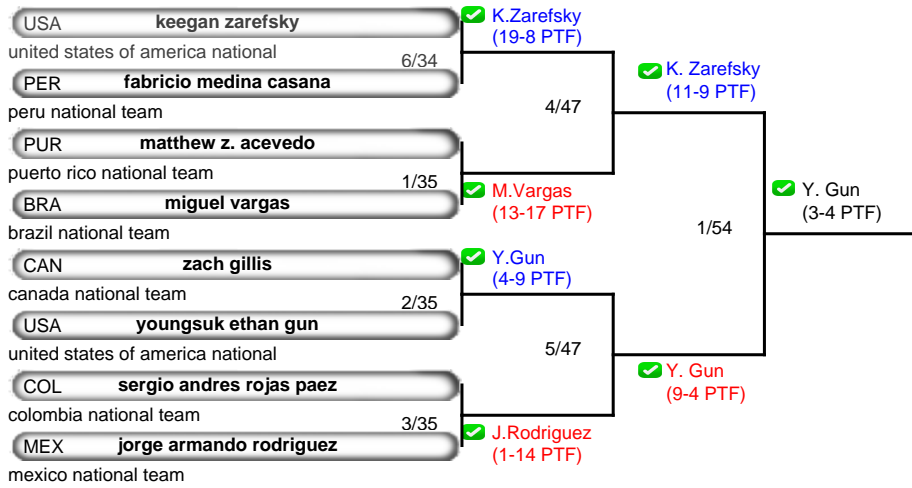 USA keegan zarefsky
united states of america national
6/34
PER fabricio medina casana
peru national team
PUR matthew z. acevedo
puerto rico national team
1/35
BRA miguel vargas
brazil national team
CAN zach gillis
canada national team
2/35
USA youngsuk ethan gun
united states of america national
COL sergio andres rojas paez
colombia national team
3/35
MEX jorge armando rodriguez
mexico national team
K.Zarefsky
(19-8 PTF)
4/47
M.Vargas
(13-17 PTF)
Y.Gun
(4-9 PTF)
5/47
J.Rodriguez
(1-14 PTF)
K. Zarefsky
(11-9 PTF)
1/54
Y. Gun
(9-4 PTF)
Y. Gun
(3-4 PTF)